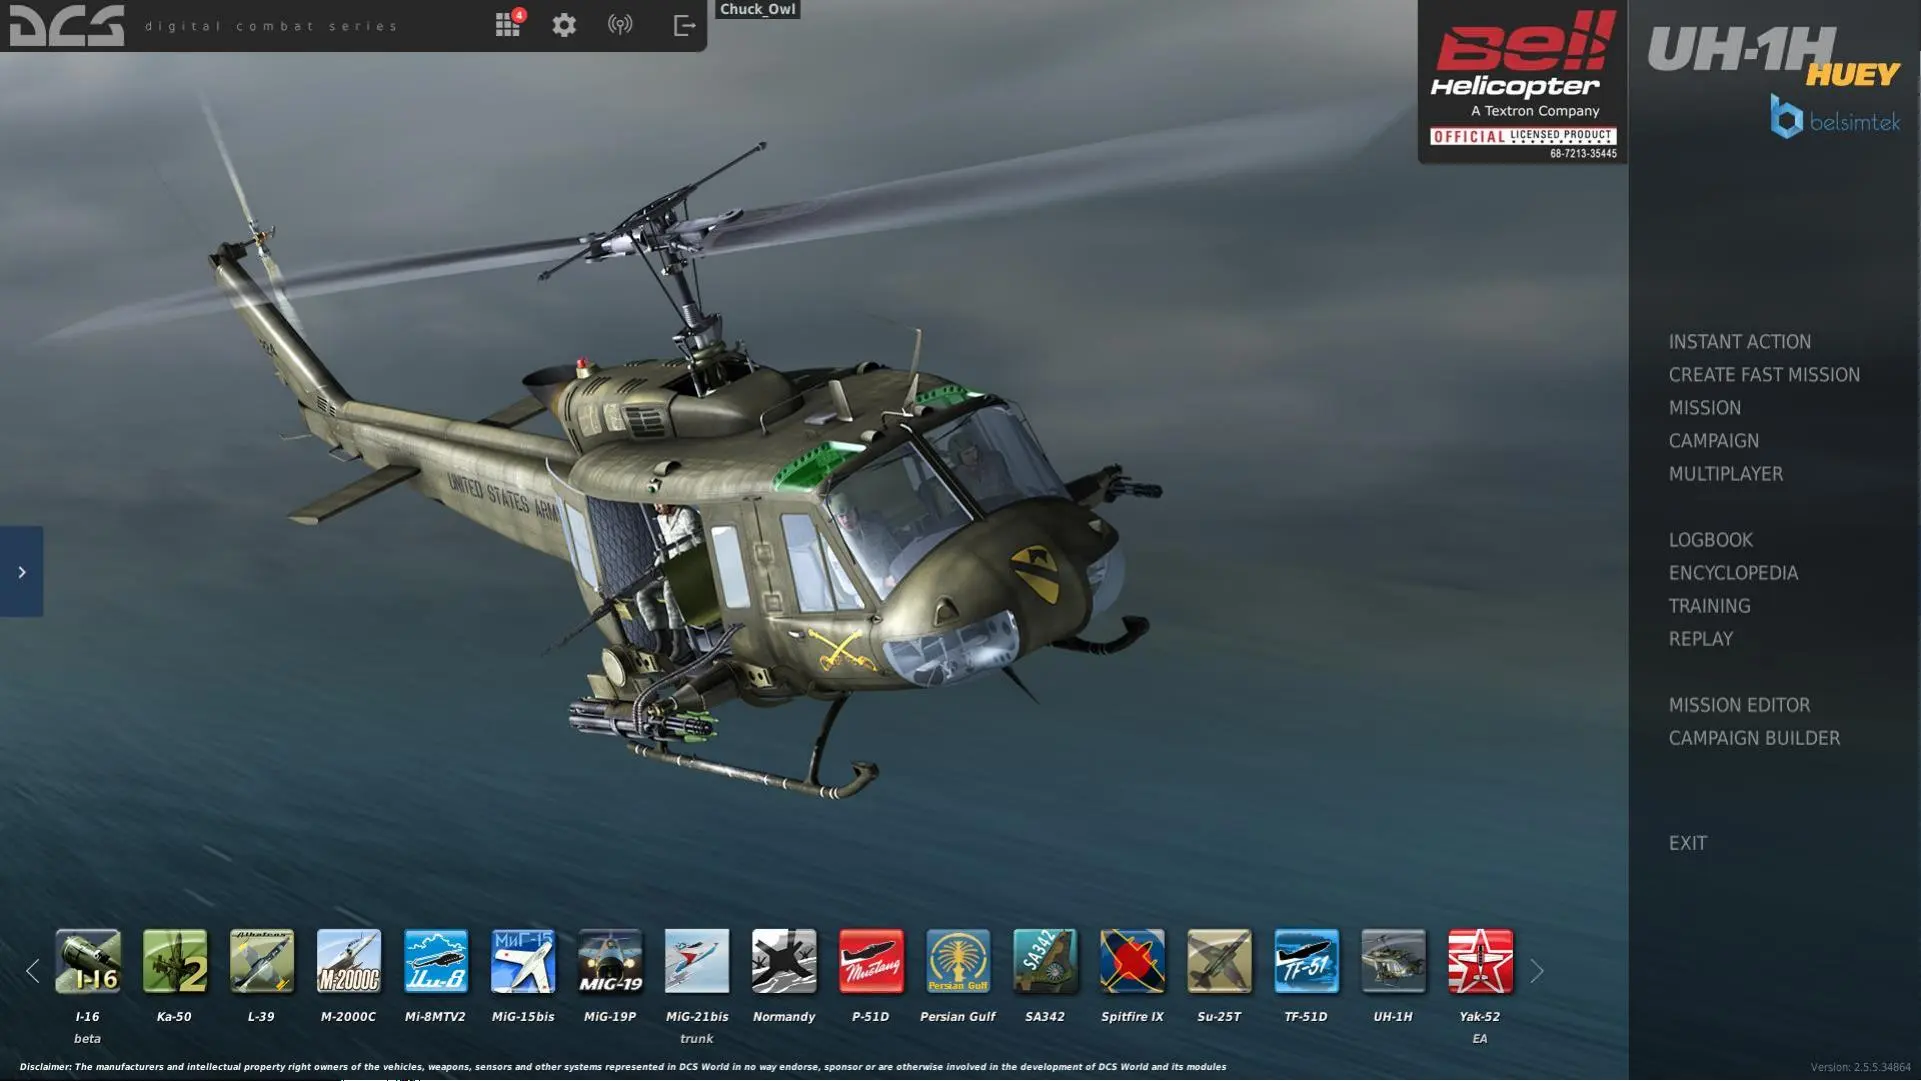 DCS digital combat series
4
Chuck_Owl
Bell
Helicopter
A Textron Company
OFFICIAL LICENSED PRODUCT
68-7213-35445
UH-1H
HUEY
belsimtek
UNITED STATES ARM
INSTANT ACTION
CREATE FAST MISSION
MISSION
CAMPAIGN
MULTIPLAYER
LOGBOOK
ENCYCLOPEDIA
TRAINING
REPLAY
MISSION EDITOR
CAMPAIGN BUILDER
EXIT
I-16
2
Albatros
M-2000C
Ми-8
МиГ-15
MIG-19
Mustang
Persian Gulf
SA342
TF-51
I-16 Ka-50 L-39 M-2000C Mi-8MTV2 MiG-15bis MiG-19P MiG-21bis Normandy P-51D Persian Gulf SA342 Spitfire IX Su-25T TF-51D UH-1H Yak-52
beta trunk EA
Disclaimer: The manufacturers and intellectual property right owners of the vehicles, weapons, sensors and other systems represented in DCS World in no way endorse, sponsor or are otherwise involved in the development of DCS World and its modules
Version: 2.5.5.34864